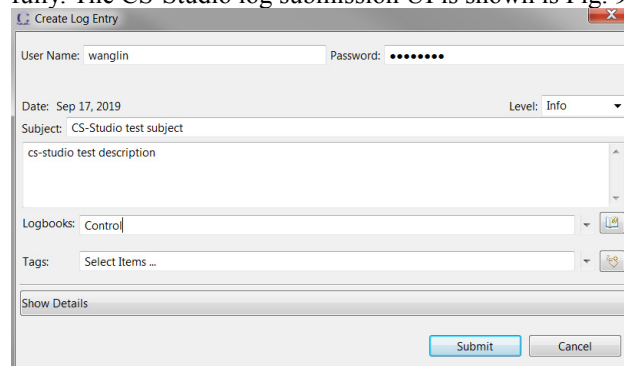 fully. The CS-Studio log submission UI is shown is Fig. 9
Create Log Entry
User Name: wanglin Password: ●●●●●●●●
Date: Sep 17, 2019 Level: Info
Subject: CS-Studio test subject
cs-studio test description
Logbooks: Control
Tags: Select Items ...
Show Details
Submit Cancel